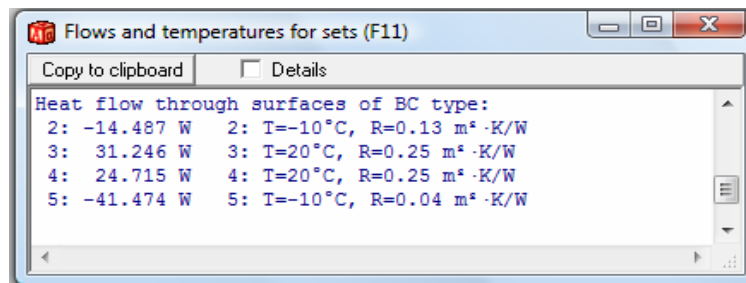 Flows and temperatures for sets (F11)
Copy to clipboard Details
Heat flow through surfaces of BC type:
2: -14.487 W 2: T=-10°C, R=0.13 m²·K/W
3: 31.246 W 3: T=20°C, R=0.25 m²·K/W
4: 24.715 W 4: T=20°C, R=0.25 m²·K/W
5: -41.474 W 5: T=-10°C, R=0.04 m²·K/W